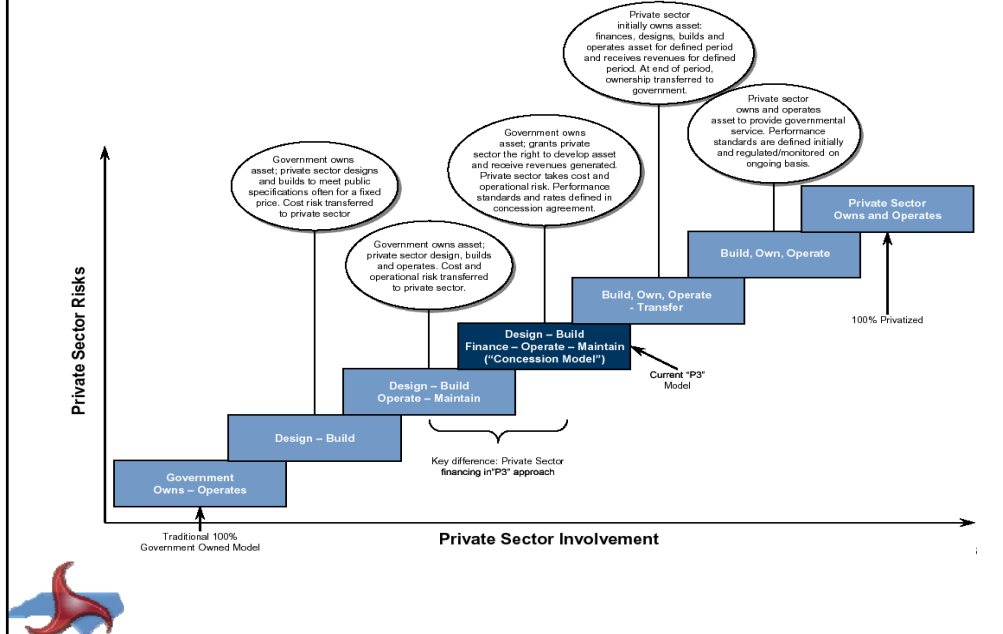 Private sector
initially owns asset:
finances, designs, builds and
operates asset for defined period
and receives revenues for defined
period. At end of period,
ownership transferred to
government.
Private sector
owns and operates
asset to provide governmental
service. Performance
standards are defined initially
and regulated/monitored on
ongoing basis.
Government owns
asset; grants private
sector the right to develop asset
and receive revenues generated.
Private sector takes cost and
operational risk. Performance
standards and rates defined in
concession agreement.
Government owns
asset; private sector designs
and builds to meet public
specifications often for a fixed
price. Cost risk transferred
to private sector
Government owns asset;
private sector design, builds
and operates. Cost and
operational risk transferred
to private sector.
Private Sector
Owns and Operates
Build, Own, Operate
Build, Own, Operate
- Transfer
100% Privatized
Design – Build
Finance – Operate – Maintain
(“Concession Model”)
Current “P3”
Model
Design – Build
Operate – Maintain
Design – Build
Key difference: Private Sector
financing in“P3” approach
Government
Owns – Operates
Traditional 100%
Government Owned Model
Private Sector Risks
Private Sector Involvement